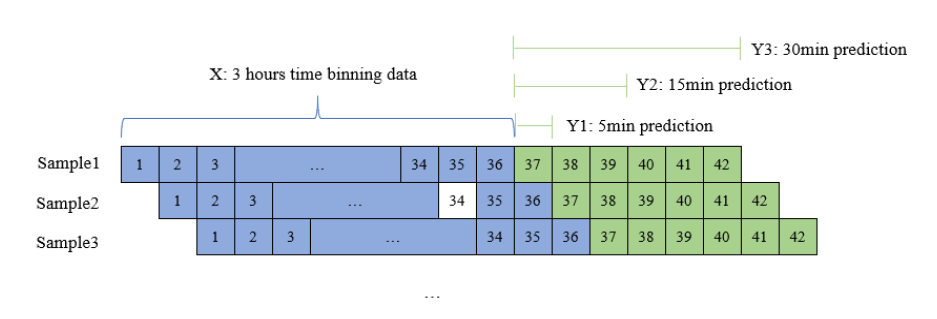 Y3: 30min prediction
X: 3 hours time binning data
Y2: 15min prediction
Y1: 5min prediction
Sample1 1 2 3 ... 34 35 36 37 38 39 40 41 42
Sample2 1 2 3 ... 34 35 36 37 38 39 40 41 42
Sample3 1 2 3 ... 34 35 36 37 38 39 40 41 42
...